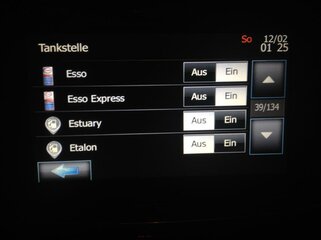 Tankstelle So 12/02
01 25
Esso Aus Ein
Esso Express Aus Ein
39/134
Estuary Aus Ein
Etalon Aus Ein